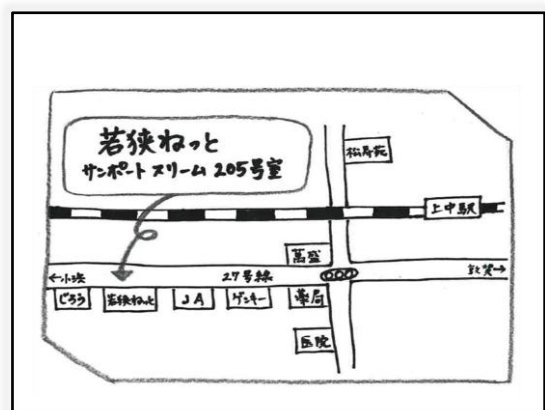 若狭ねっと
サンポート スリーム 205号室
松寿苑
上中駅
萬盛
←小浜
27号線
敦賀→
じろう
若狭ねっと
JA
ゲンキー
薬局
医院